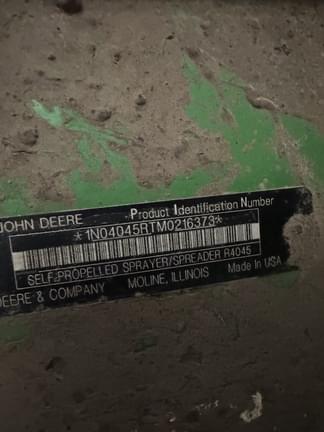 JOHN DEERE
Product Identification Number
*1N04045RTM0216373*
SELF-PROPELLED SPRAYER/SPREADER R4045
DEERE & COMPANY MOLINE, ILLINOIS Made In USA